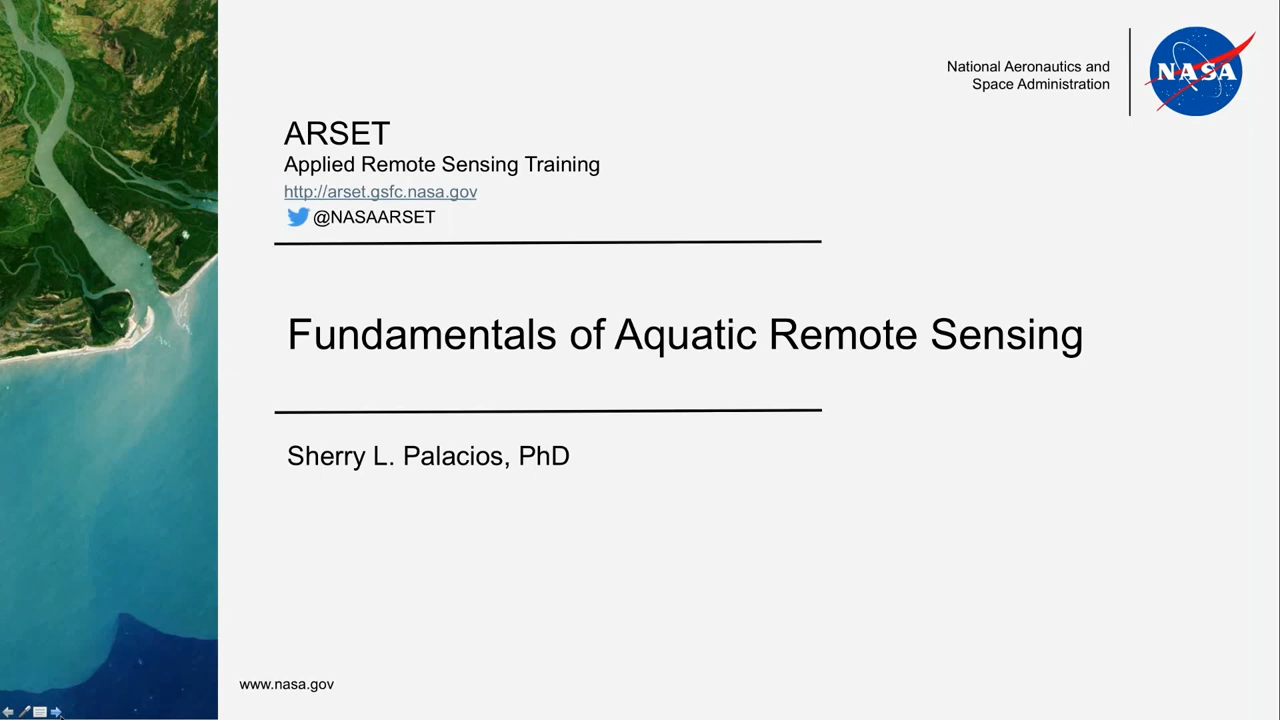 National Aeronautics and
Space Administration
NASA
ARSET
Applied Remote Sensing Training
http://arset.gsfc.nasa.gov
@NASAARSET
Fundamentals of Aquatic Remote Sensing
Sherry L. Palacios, PhD
www.nasa.gov